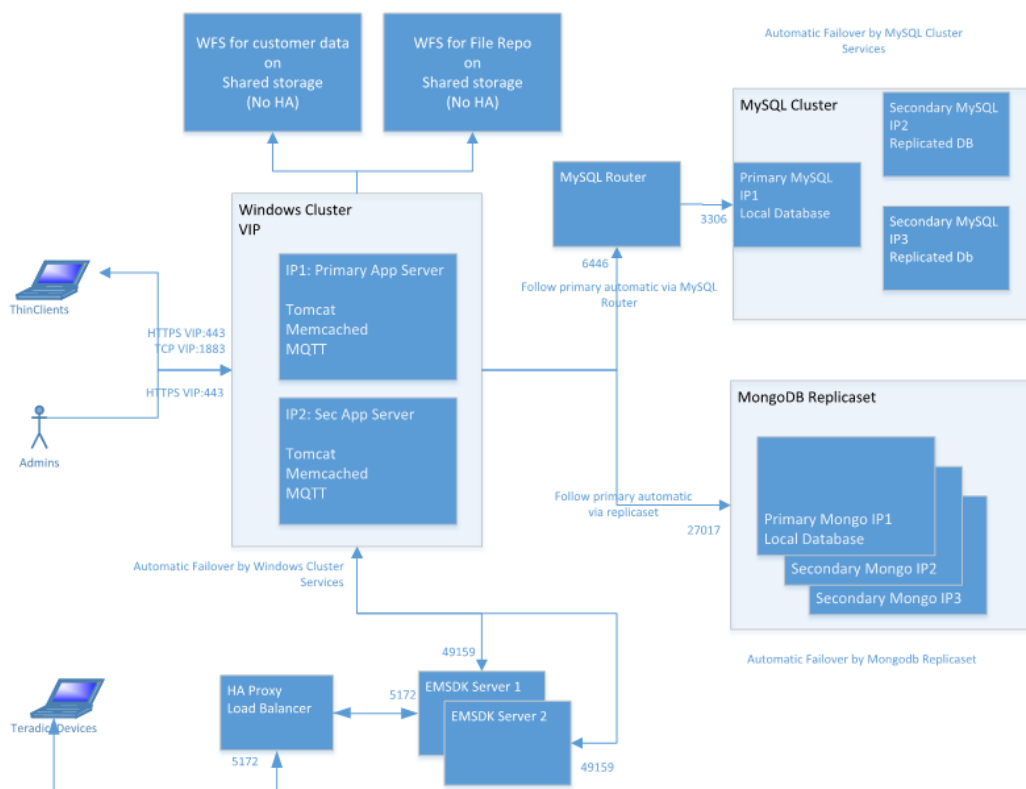 WFS for customer data
on
Shared storage
(No HA)
WFS for File Repo
on
Shared storage
(No HA)
Automatic Failover by MySQL Cluster
Services
MySQL Cluster
Secondary MySQL
IP2
Replicated DB
Primary MySQL
IP1
Local Database
Secondary MySQL
IP3
Replicated Db
MySQL Router
3306
6446
Follow primary automatic via MySQL
Router
Windows Cluster
VIP
IP1: Primary App Server
Tomcat
Memcached
MQTT
IP2: Sec App Server
Tomcat
Memcached
MQTT
ThinClients
HTTPS VIP:443
TCP VIP:1883
HTTPS VIP:443
Admins
MongoDB Replicaset
Primary Mongo IP1
Local Database
Secondary Mongo IP2
Secondary Mongo IP3
Follow primary automatic
via replicaset
27017
Automatic Failover by Mongodb Replicaset
Automatic Failover by Windows Cluster
Services
49159
EMSDK Server 1
EMSDK Server 2
49159
HA Proxy
Load Balancer
5172
5172
Teradici Devices